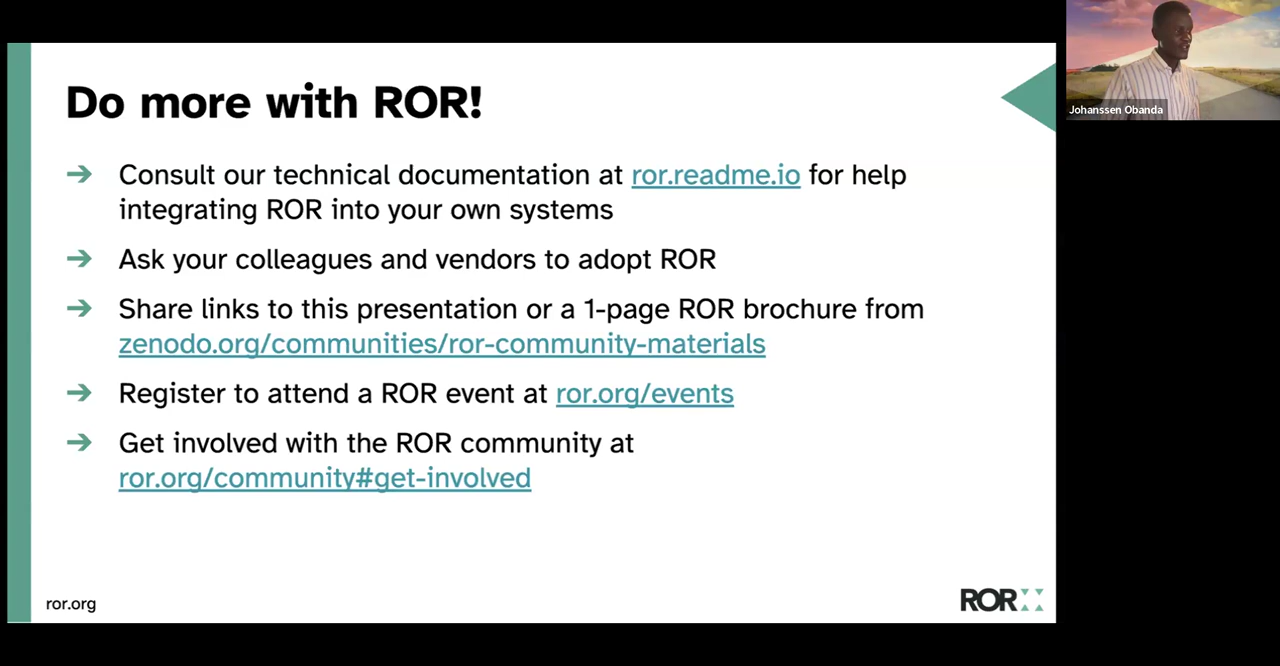 Do more with ROR!
➔ Consult our technical documentation at ror.readme.io for help
integrating ROR into your own systems
➔ Ask your colleagues and vendors to adopt ROR
➔ Share links to this presentation or a 1-page ROR brochure from
zenodo.org/communities/ror-community-materials
➔ Register to attend a ROR event at ror.org/events
➔ Get involved with the ROR community at
ror.org/community#get-involved
ror.org
ROR
Johanssen Obanda